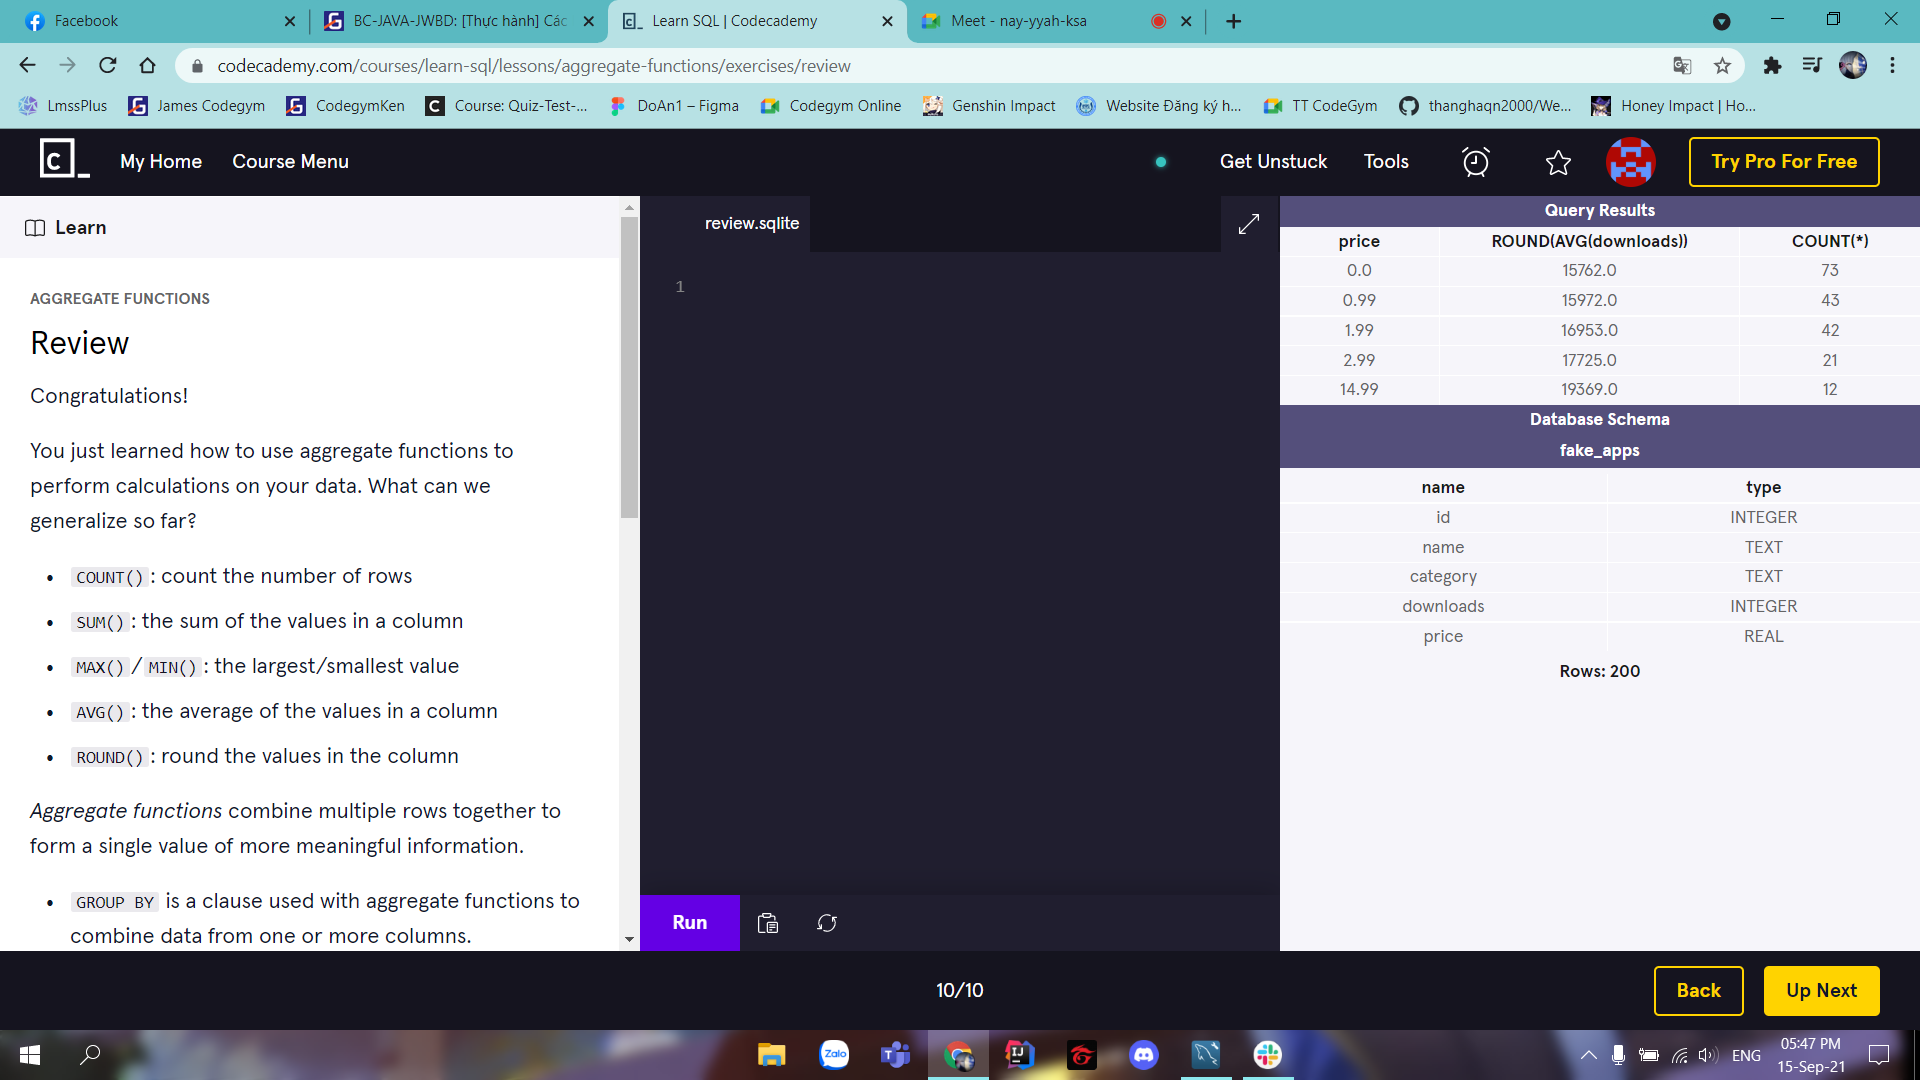 Facebook
BC-JAVA-JWBD: [Thực hành] Các
Learn SQL | Codecademy
Meet - nay-yyah-ksa
codecademy.com/courses/learn-sql/lessons/aggregate-functions/exercises/review
LmssPlus
James Codegym
CodegymKen
Course: Quiz-Test-...
DoAn1 – Figma
Codegym Online
Genshin Impact
Website Đăng ký h...
TT CodeGym
thanghaqn2000/We...
Honey Impact | Ho...
My Home
Course Menu
Get Unstuck
Tools
Try Pro For Free
Learn
AGGREGATE FUNCTIONS
Review
Congratulations!
You just learned how to use aggregate functions to
perform calculations on your data. What can we
generalize so far?
• COUNT(): count the number of rows
• SUM(): the sum of the values in a column
• MAX()/MIN(): the largest/smallest value
• AVG(): the average of the values in a column
• ROUND(): round the values in the column
Aggregate functions combine multiple rows together to
form a single value of more meaningful information.
• GROUP BY is a clause used with aggregate functions to
combine data from one or more columns.
review.sqlite
1
Run
Query Results
price ROUND(AVG(downloads)) COUNT(*)
0.0 15762.0 73
0.99 15972.0 43
1.99 16953.0 42
2.99 17725.0 21
14.99 19369.0 12
Database Schema
fake_apps
name type
id INTEGER
name TEXT
category TEXT
downloads INTEGER
price REAL
Rows: 200
10/10
Back
Up Next
Zalo
ENG
05:47 PM
15-Sep-21